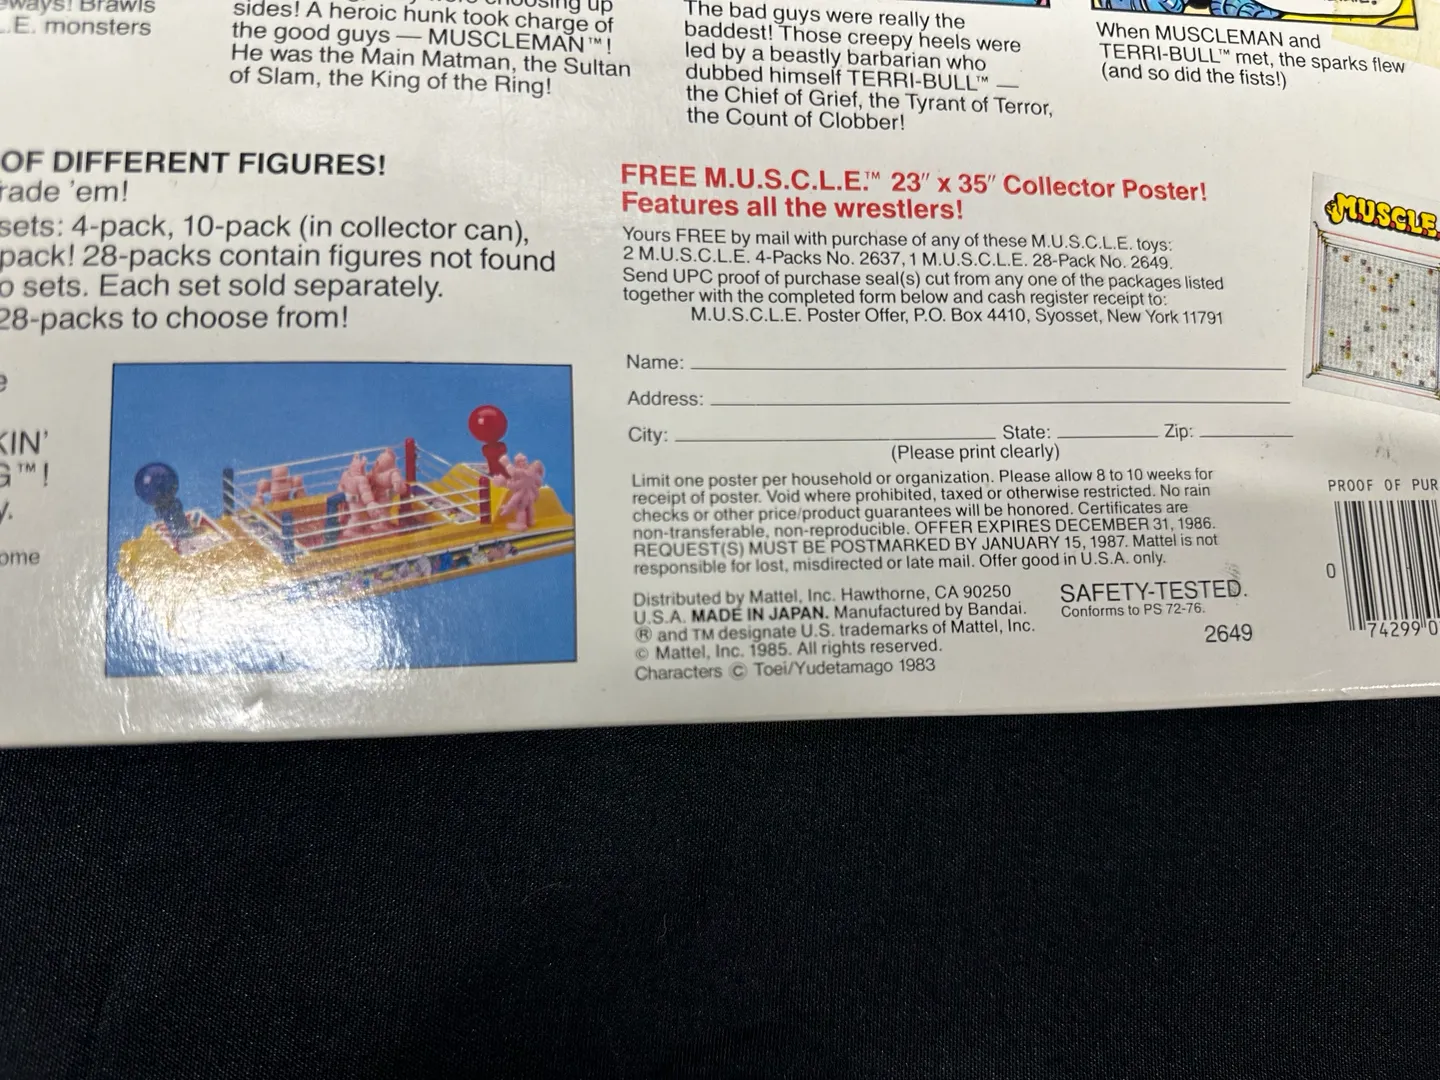 eways! Brawls
.E. monsters
choosing up
sides! A heroic hunk took charge of
the good guys — MUSCLEMAN™!
He was the Main Matman, the Sultan
of Slam, the King of the Ring!
The bad guys were really the
baddest! Those creepy heels were
led by a beastly barbarian who
dubbed himself TERRI-BULL™ —
the Chief of Grief, the Tyrant of Terror,
the Count of Clobber!
When MUSCLEMAN and
TERRI-BULL™ met, the sparks flew
(and so did the fists!)
OF DIFFERENT FIGURES!
rade 'em!
sets: 4-pack, 10-pack (in collector can),
pack! 28-packs contain figures not found
o sets. Each set sold separately.
28-packs to choose from!
e
KIN'
G™!
y.
ome
FREE M.U.S.C.L.E.™ 23″ x 35″ Collector Poster!
Features all the wrestlers!
Yours FREE by mail with purchase of any of these M.U.S.C.L.E. toys:
2 M.U.S.C.L.E. 4-Packs No. 2637, 1 M.U.S.C.L.E. 28-Pack No. 2649.
Send UPC proof of purchase seal(s) cut from any one of the packages listed
together with the completed form below and cash register receipt to:
M.U.S.C.L.E. Poster Offer, P.O. Box 4410, Syosset, New York 11791
Name:
Address:
City: State: Zip:
(Please print clearly)
Limit one poster per household or organization. Please allow 8 to 10 weeks for
receipt of poster. Void where prohibited, taxed or otherwise restricted. No rain
checks or other price/product guarantees will be honored. Certificates are
non-transferable, non-reproducible. OFFER EXPIRES DECEMBER 31, 1986.
REQUEST(S) MUST BE POSTMARKED BY JANUARY 15, 1987. Mattel is not
responsible for lost, misdirected or late mail. Offer good in U.S.A. only.
Distributed by Mattel, Inc. Hawthorne, CA 90250
U.S.A. MADE IN JAPAN. Manufactured by Bandai.
® and TM designate U.S. trademarks of Mattel, Inc.
© Mattel, Inc. 1985. All rights reserved.
Characters © Toei/Yudetamago 1983
SAFETY-TESTED.
Conforms to PS 72-76.
2649
M.U.S.C.L.E.
PROOF OF PUR
0 74299 0